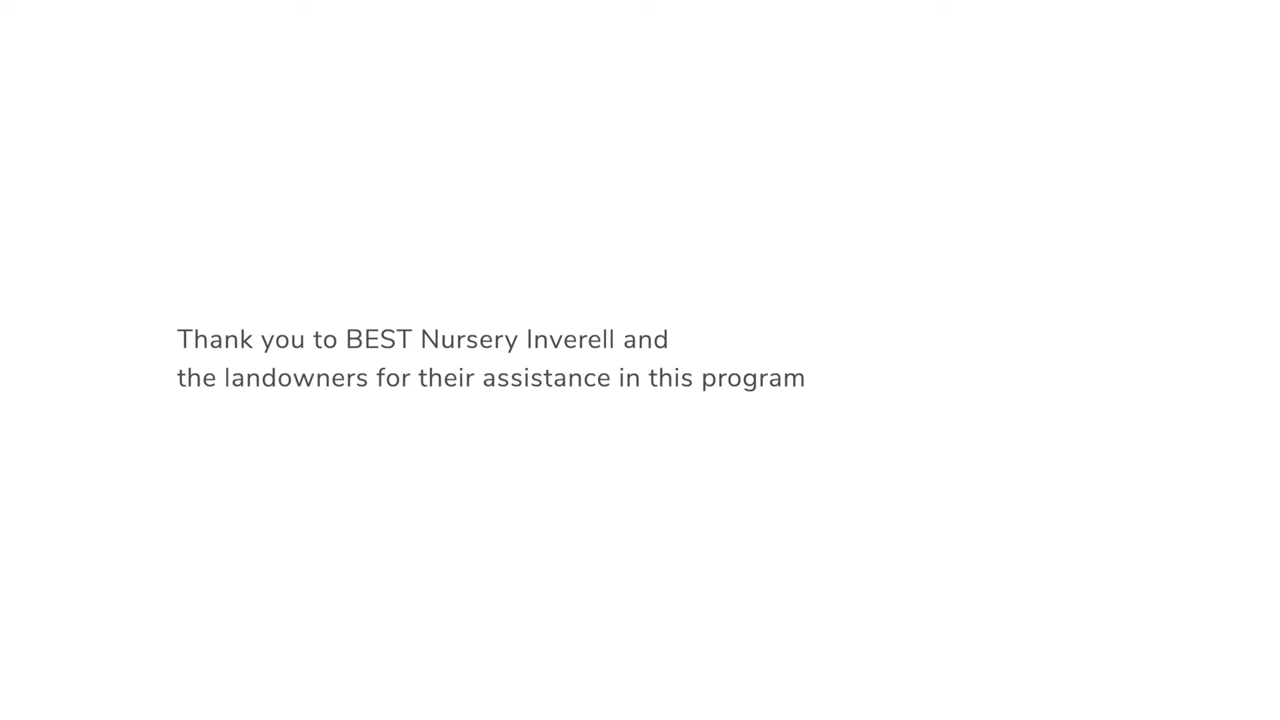 Thank you to BEST Nursery Inverell and
the landowners for their assistance in this program